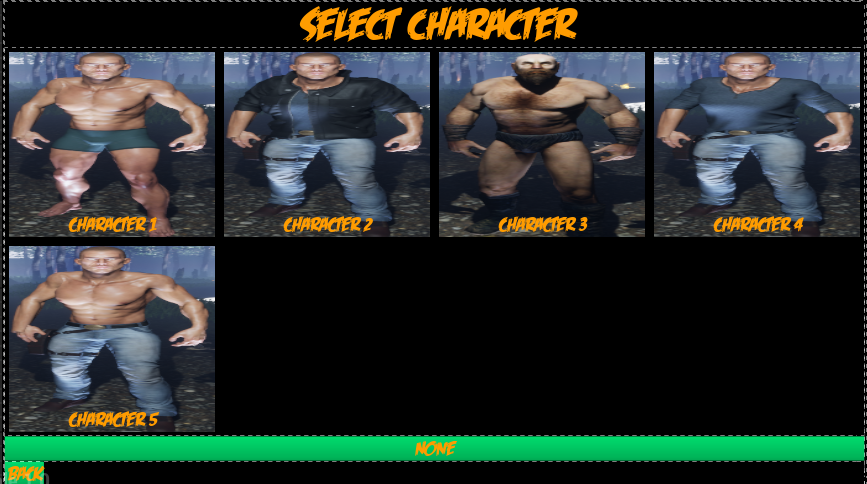 SELECT CHARACTER
CHARACTER 1
CHARACTER 2
CHARACTER 3
CHARACTER 4
CHARACTER 5
NONE
BACK